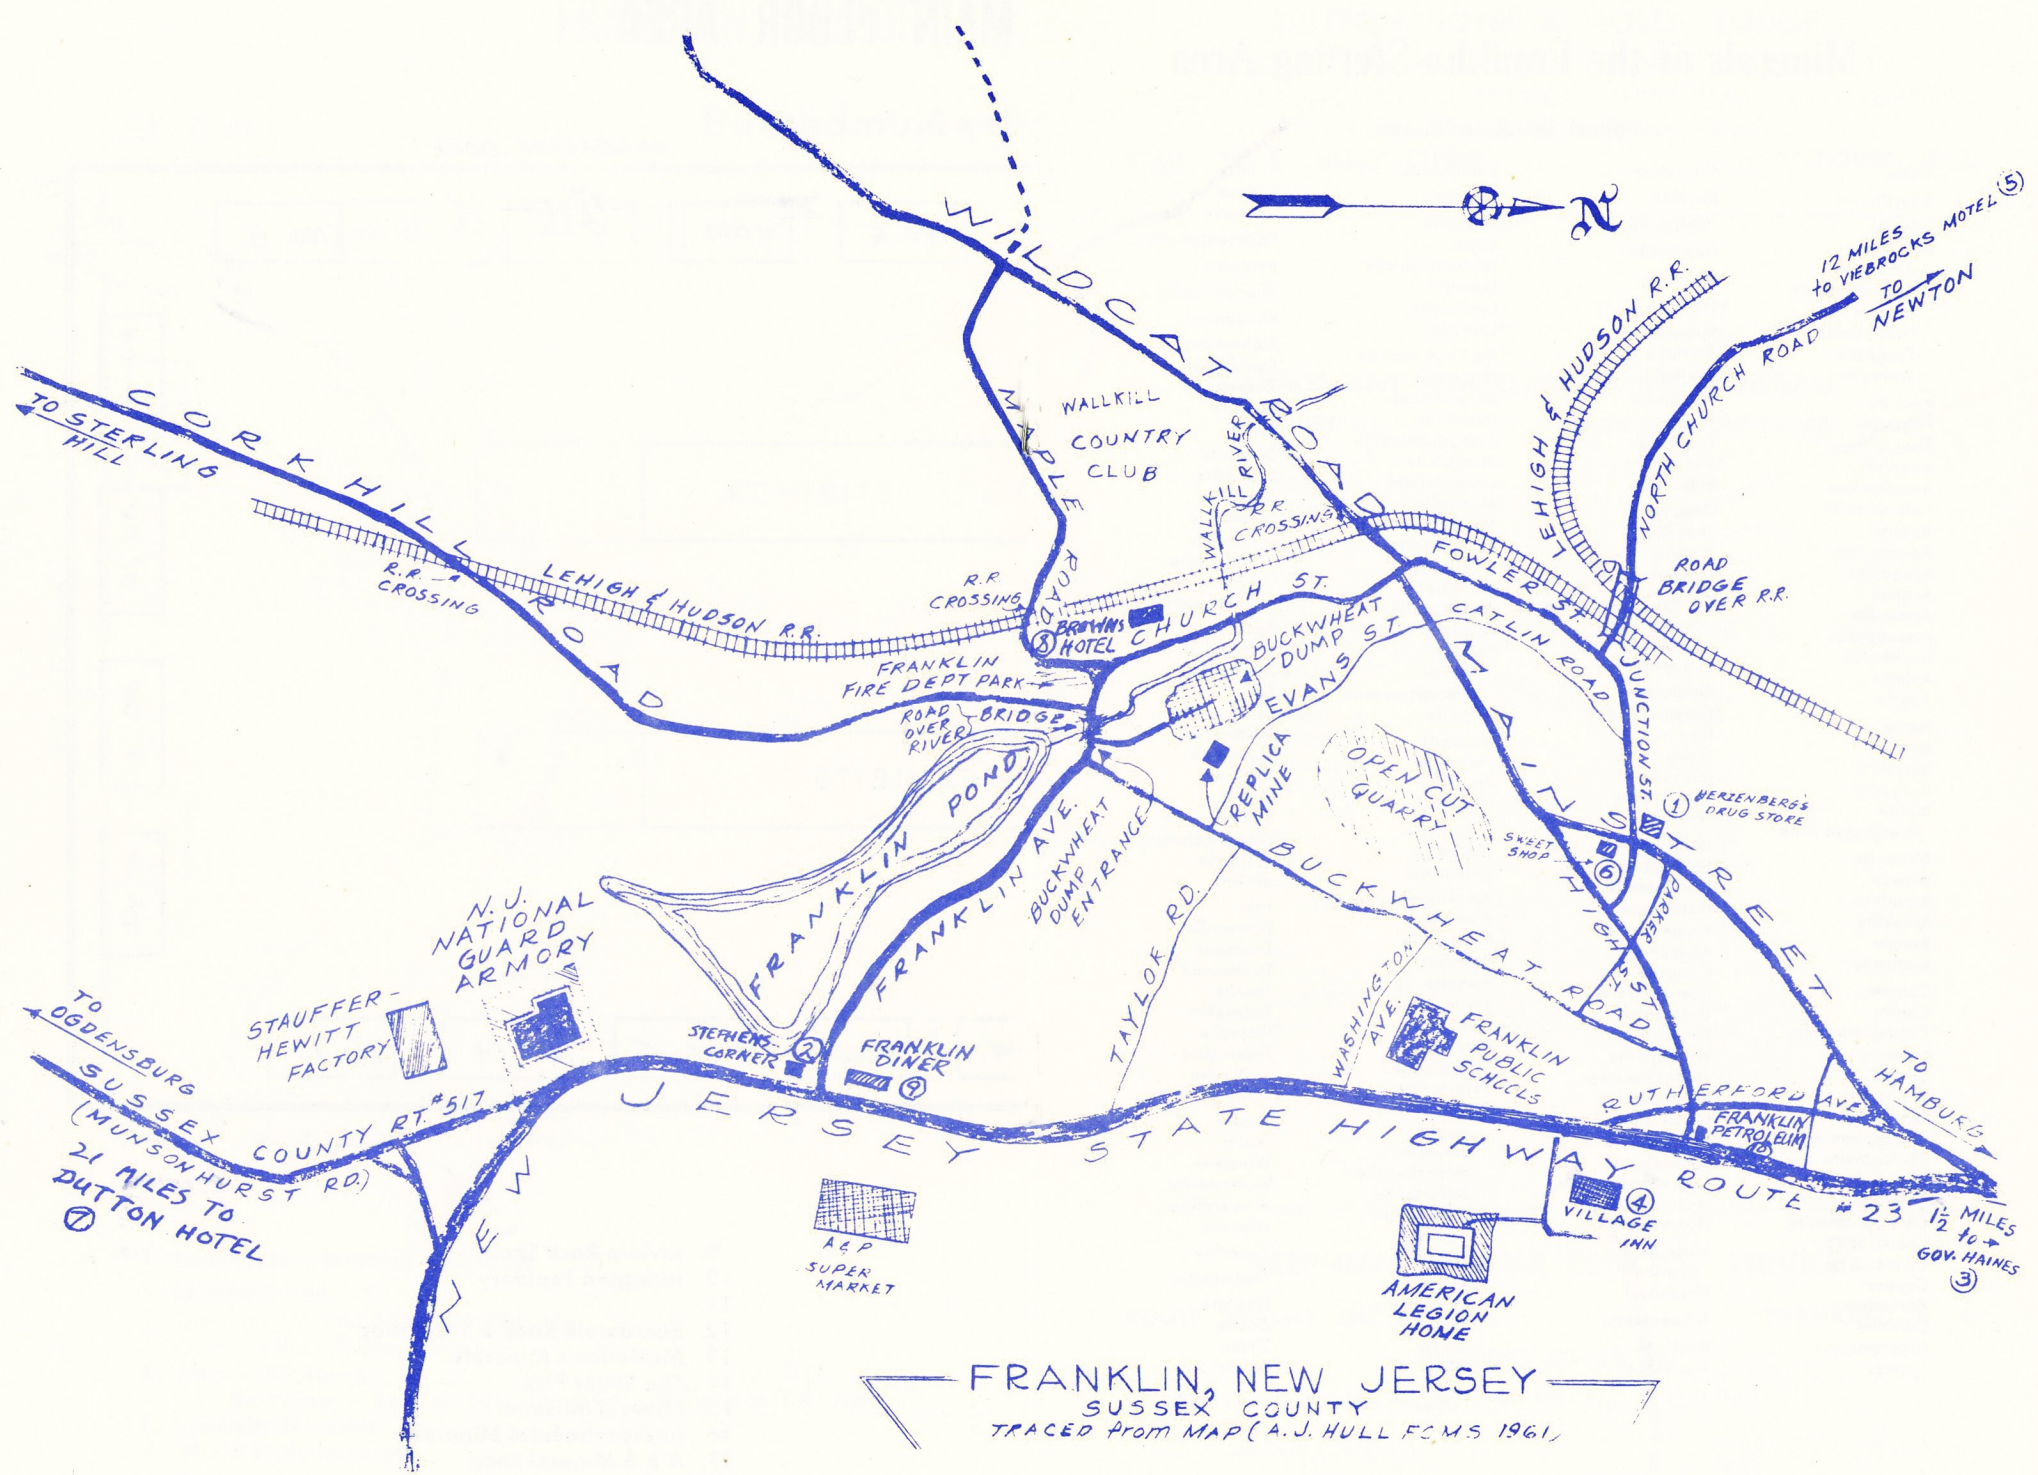 WILDCAT ROAD
N
12 MILES
to VIEBROCKS MOTEL (5)
TO
NEWTON
LEHIGH & HUDSON R.R.
NORTH CHURCH ROAD
CORK HILL ROAD
TO STERLING
HILL
MAPLE ROAD
WALLKILL
COUNTRY
CLUB
WALLKILL RIVER
R.R.
CROSSING
R.R.
CROSSING
LEHIGH & HUDSON R.R.
R.R.
CROSSING
FOWLER ST.
ROAD
BRIDGE
OVER R.R.
(8) BROWNS
HOTEL
CHURCH ST.
BUCKWHEAT
DUMP
EVANS ST
CATLIN ROAD
JUNCTION ST.
FRANKLIN
FIRE DEPT PARK
ROAD
OVER
RIVER
BRIDGE
MAIN STREET
REPLICA
MINE
OPEN CUT
QUARRY
(1) HERZENBERG'S
DRUG STORE
SWEET
SHOP
(6)
FRANKLIN POND
FRANKLIN AVE.
BUCKWHEAT
DUMP
ENTRANCE
BUCKWHEAT ROAD
HIGH ST.
PARKER ST
TAYLOR RD.
WASHINGTON
AVE.
N.J.
NATIONAL
GUARD
ARMORY
STAUFFER-
HEWITT
FACTORY
STEPHENS
CORNER
(2)
FRANKLIN
DINER
(9)
FRANKLIN
PUBLIC
SCHOOLS
TO
HAMBURG
RUTHERFORD AVE
FRANKLIN
PETROLEUM
TO
OGDENSBURG
SUSSEX COUNTY RT. #517
(MUNSONHURST RD.)
21 MILES TO
DUTTON HOTEL
(7)
NEW JERSEY STATE HIGHWAY ROUTE #23
1½ MILES
to
GOV. HAINES
(3)
A&P
SUPER
MARKET
(4)
VILLAGE
INN
AMERICAN
LEGION
HOME
FRANKLIN, NEW JERSEY
SUSSEX COUNTY
TRACED from MAP (A.J. HULL FCMS 1961)